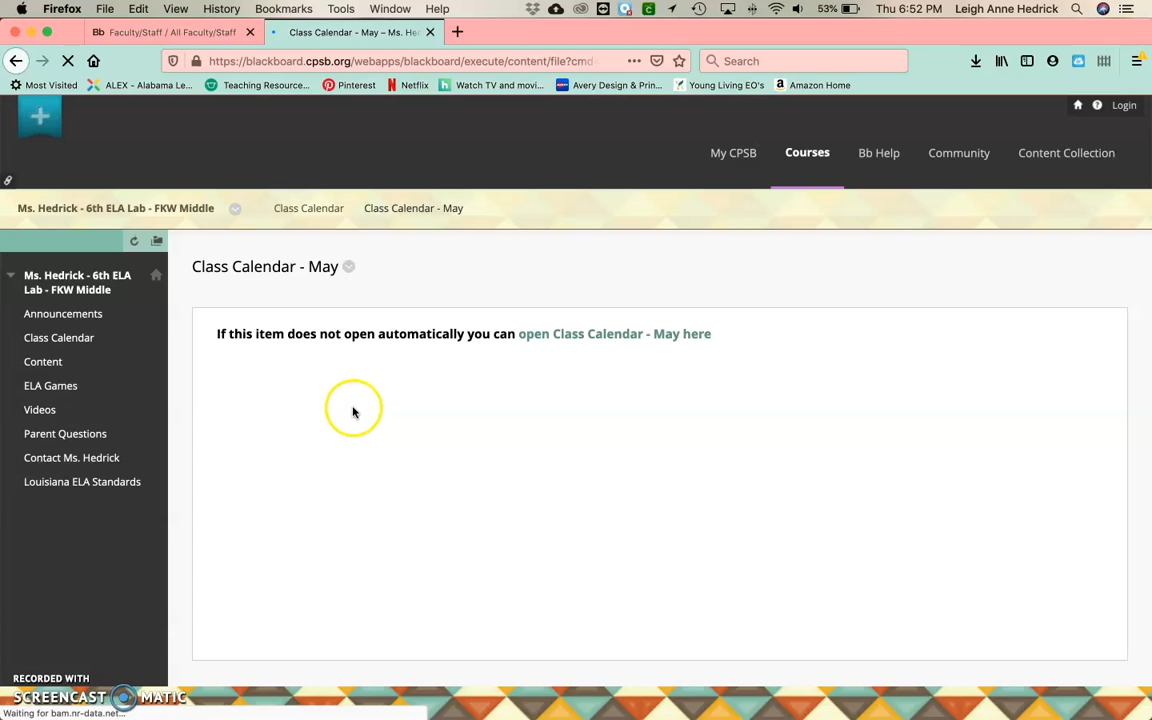 Firefox File Edit View History Bookmarks Tools Window Help 53% Thu 6:52 PM Leigh Anne Hedrick
Bb Faculty/Staff / All Faculty/Staff Class Calendar - May – Ms. He
https://blackboard.cpsb.org/webapps/blackboard/execute/content/file?cmd= Search
Most Visited ALEX - Alabama Le... Teaching Resource... Pinterest Netflix Watch TV and movi... Avery Design & Prin... Young Living EO's Amazon Home
Login
My CPSB Courses Bb Help Community Content Collection
Ms. Hedrick - 6th ELA Lab - FKW Middle Class Calendar Class Calendar - May
Ms. Hedrick - 6th ELA
Lab - FKW Middle
Announcements
Class Calendar
Content
ELA Games
Videos
Parent Questions
Contact Ms. Hedrick
Louisiana ELA Standards
Class Calendar - May
If this item does not open automatically you can open Class Calendar - May here
RECORDED WITH
SCREENCAST MATIC
Waiting for bam.nr-data.net...